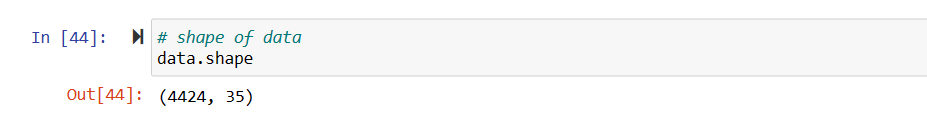 In [44]: # shape of data
data.shape
Out[44]: (4424, 35)